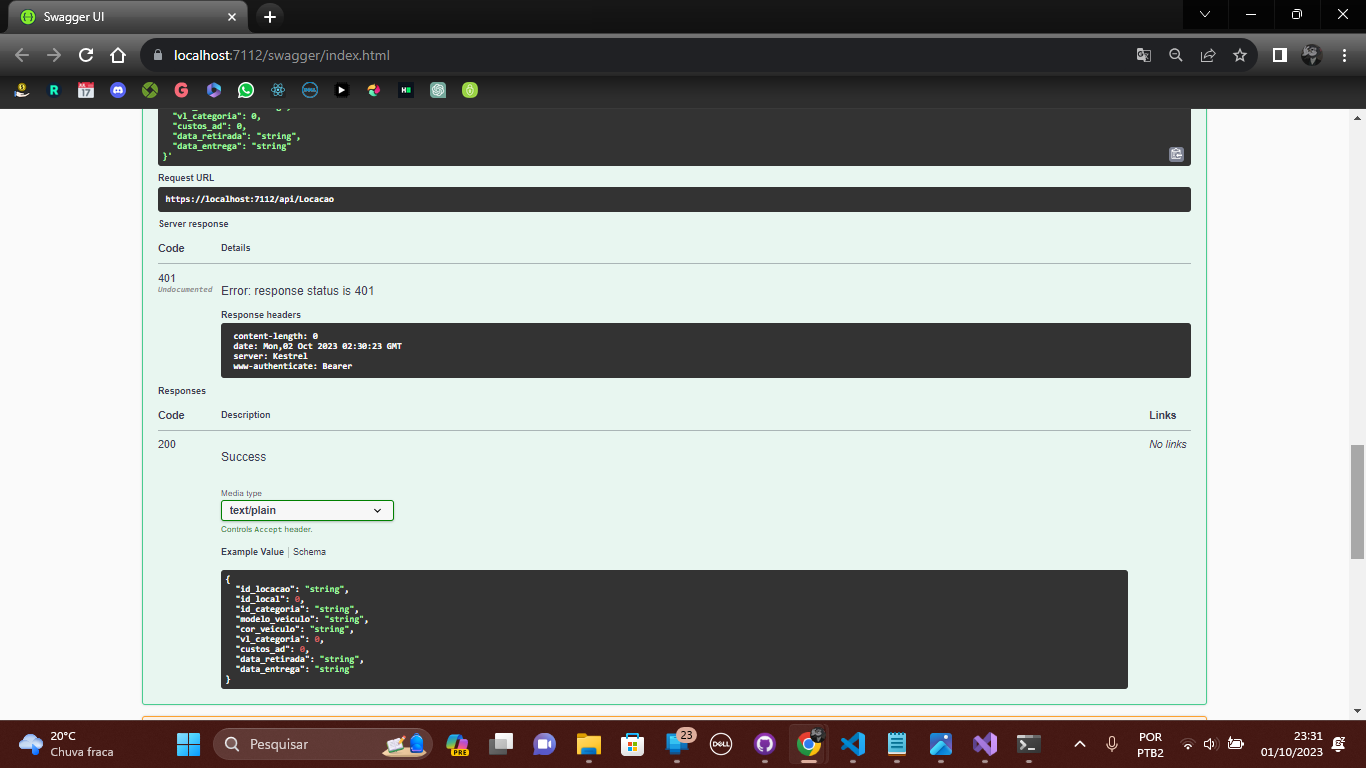 Swagger UI
localhost:7112/swagger/index.html
"vl_categoria": 0,
"custos_ad": 0,
"data_retirada": "string",
"data_entrega": "string"
}'
Request URL
https://localhost:7112/api/Locacao
Server response
Code Details
401
Undocumented
Error: response status is 401
Response headers
content-length: 0
date: Mon,02 Oct 2023 02:30:23 GMT
server: Kestrel
www-authenticate: Bearer
Responses
Code Description Links
200
Success
No links
Media type
text/plain
Controls Accept header.
Example Value Schema
{
"id_locacao": "string",
"id_local": 0,
"id_categoria": "string",
"modelo_veiculo": "string",
"cor_veiculo": "string",
"vl_categoria": 0,
"custos_ad": 0,
"data_retirada": "string",
"data_entrega": "string"
}
20°C
Chuva fraca
Pesquisar
PRE
23
DELL
POR
PTB2
23:31
01/10/2023